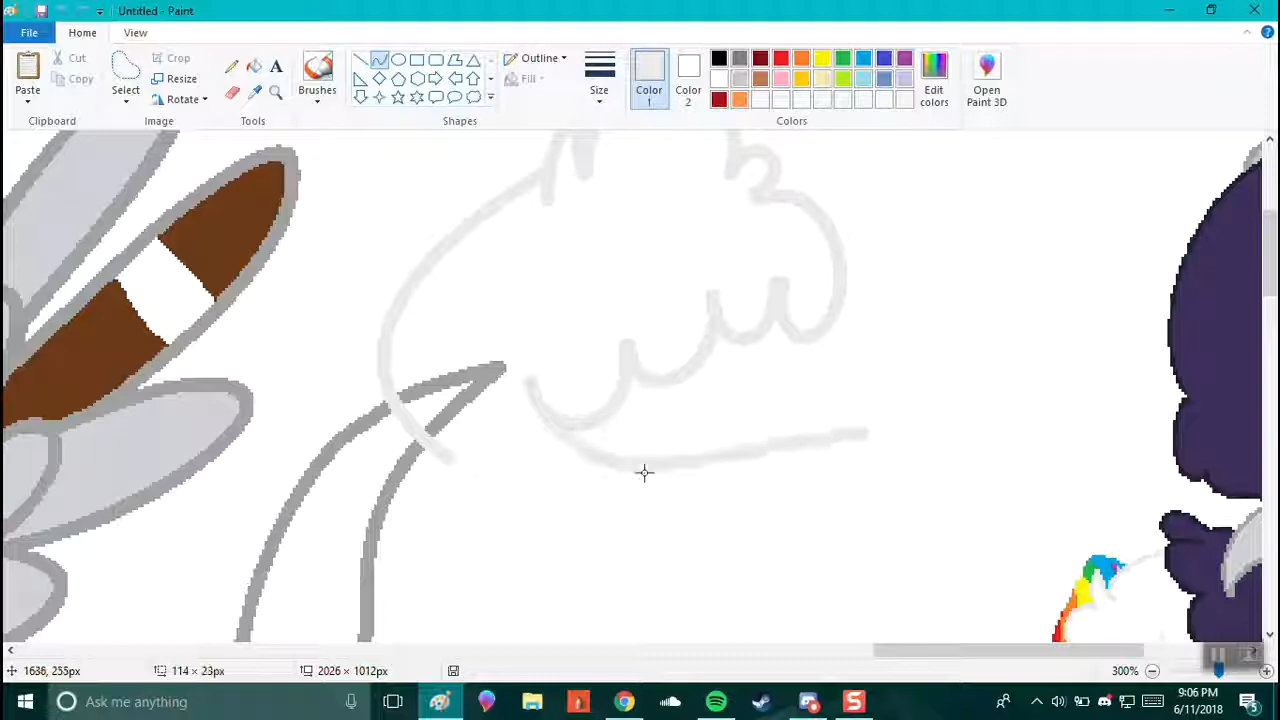 Untitled - Paint
File
Home
View
Paste
Cut
Copy
Clipboard
Select
Crop
Resize
Rotate
Image
A
Tools
Brushes
Outline
Fill
Shapes
Size
Color 1
Color 2
Edit colors
Open Paint 3D
Colors
1636, 255px
114 × 23px
2026 × 1012px
300%
Ask me anything
9:06 PM
6/11/2018
5